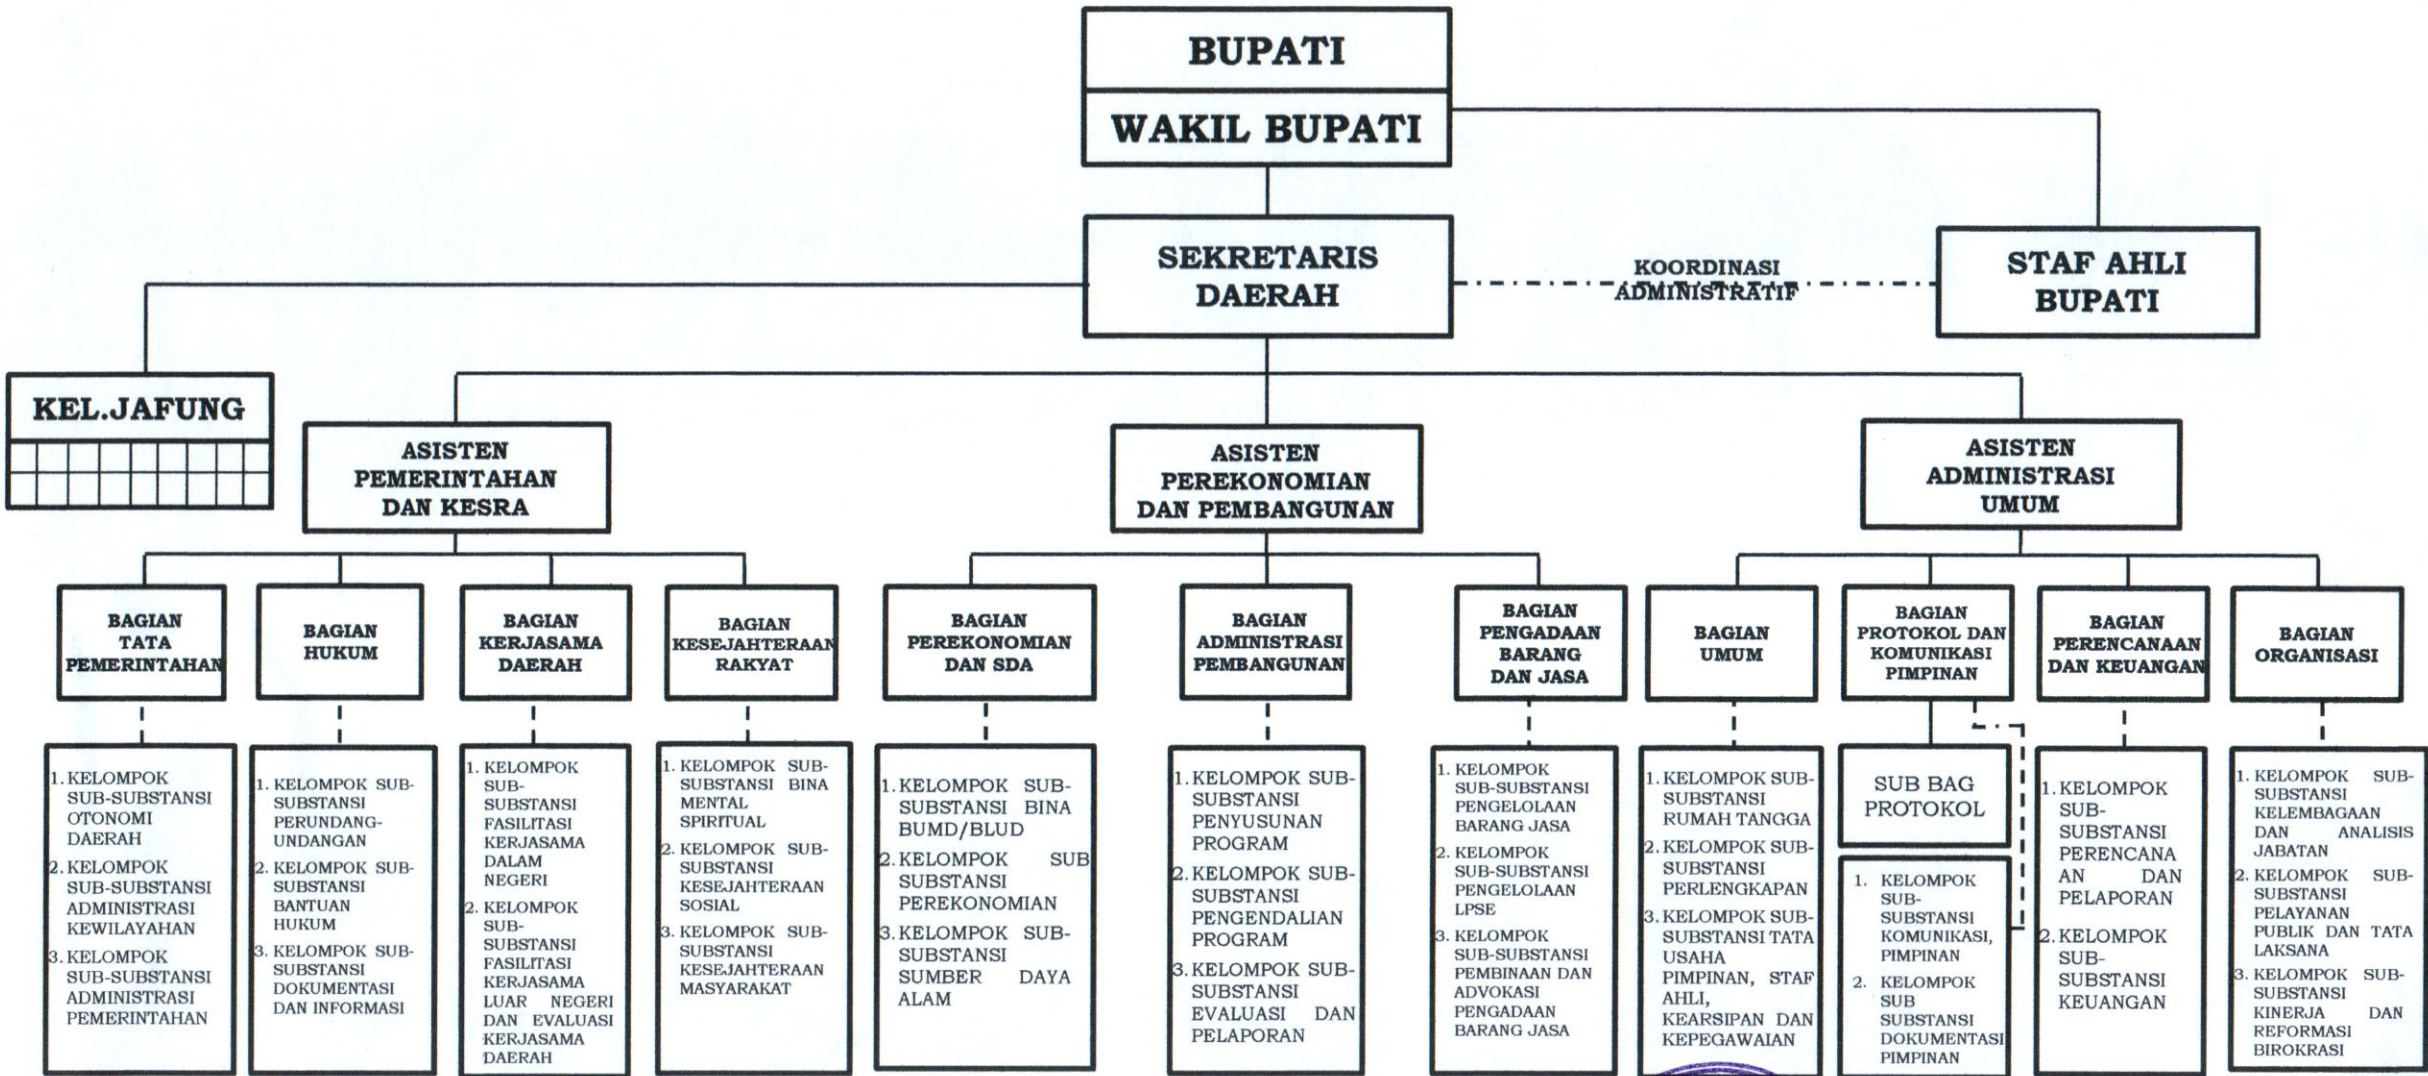 BUPATI
WAKIL BUPATI
SEKRETARIS
DAERAH
KOORDINASI
ADMINISTRATIF
STAF AHLI
BUPATI
KEL.JAFUNG
ASISTEN
PEMERINTAHAN
DAN KESRA
ASISTEN
PEREKONOMIAN
DAN PEMBANGUNAN
ASISTEN
ADMINISTRASI
UMUM
BAGIAN
TATA
PEMERINTAHAN
BAGIAN
HUKUM
BAGIAN
KERJASAMA
DAERAH
BAGIAN
KESEJAHTERAAN
RAKYAT
BAGIAN
PEREKONOMIAN
DAN SDA
BAGIAN
ADMINISTRASI
PEMBANGUNAN
BAGIAN
PENGADAAN
BARANG
DAN JASA
BAGIAN
UMUM
BAGIAN
PROTOKOL DAN
KOMUNIKASI
PIMPINAN
BAGIAN
PERENCANAAN
DAN KEUANGAN
BAGIAN
ORGANISASI
1. KELOMPOK
SUB-SUBSTANSI
OTONOMI
DAERAH
2. KELOMPOK
SUB-SUBSTANSI
ADMINISTRASI
KEWILAYAHAN
3. KELOMPOK
SUB-SUBSTANSI
ADMINISTRASI
PEMERINTAHAN
1. KELOMPOK SUB-
SUBSTANSI
PERUNDANG-
UNDANGAN
2. KELOMPOK SUB-
SUBSTANSI
BANTUAN
HUKUM
3. KELOMPOK SUB-
SUBSTANSI
DOKUMENTASI
DAN INFORMASI
1. KELOMPOK
SUB-
SUBSTANSI
FASILITASI
KERJASAMA
DALAM
NEGERI
2. KELOMPOK
SUB-
SUBSTANSI
FASILITASI
KERJASAMA
LUAR NEGERI
DAN EVALUASI
KERJASAMA
DAERAH
1. KELOMPOK SUB-
SUBSTANSI BINA
MENTAL
SPIRITUAL
2. KELOMPOK SUB-
SUBSTANSI
KESEJAHTERAAN
SOSIAL
3. KELOMPOK SUB-
SUBSTANSI
KESEJAHTERAAN
MASYARAKAT
1. KELOMPOK SUB-
SUBSTANSI BINA
BUMD/BLUD
2. KELOMPOK SUB
SUBSTANSI
PEREKONOMIAN
3. KELOMPOK SUB-
SUBSTANSI
SUMBER DAYA
ALAM
1. KELOMPOK SUB-
SUBSTANSI
PENYUSUNAN
PROGRAM
2. KELOMPOK SUB-
SUBSTANSI
PENGENDALIAN
PROGRAM
3. KELOMPOK SUB-
SUBSTANSI
EVALUASI DAN
PELAPORAN
1. KELOMPOK
SUB-SUBSTANSI
PENGELOLAAN
BARANG JASA
2. KELOMPOK
SUB-SUBSTANSI
PENGELOLAAN
LPSE
3. KELOMPOK
SUB-SUBSTANSI
PEMBINAAN DAN
ADVOKASI
PENGADAAN
BARANG JASA
1. KELOMPOK SUB-
SUBSTANSI
RUMAH TANGGA
2. KELOMPOK SUB-
SUBSTANSI
PERLENGKAPAN
3. KELOMPOK SUB-
SUBSTANSI TATA
USAHA
PIMPINAN, STAF
AHLI,
KEARSIPAN DAN
KEPEGAWAIAN
SUB BAG
PROTOKOL
1. KELOMPOK
SUB-
SUBSTANSI
KOMUNIKASI,
PIMPINAN
2. KELOMPOK
SUB
SUBSTANSI
DOKUMENTASI
PIMPINAN
1. KELOMPOK
SUB-
SUBSTANSI
PERENCANA
AN DAN
PELAPORAN
2. KELOMPOK
SUB-
SUBSTANSI
KEUANGAN
1. KELOMPOK SUB-
SUBSTANSI
KELEMBAGAAN
DAN ANALISIS
JABATAN
2. KELOMPOK SUB-
SUBSTANSI
PELAYANAN
PUBLIK DAN TATA
LAKSANA
3. KELOMPOK SUB-
SUBSTANSI
KINERJA DAN
REFORMASI
BIROKRASI